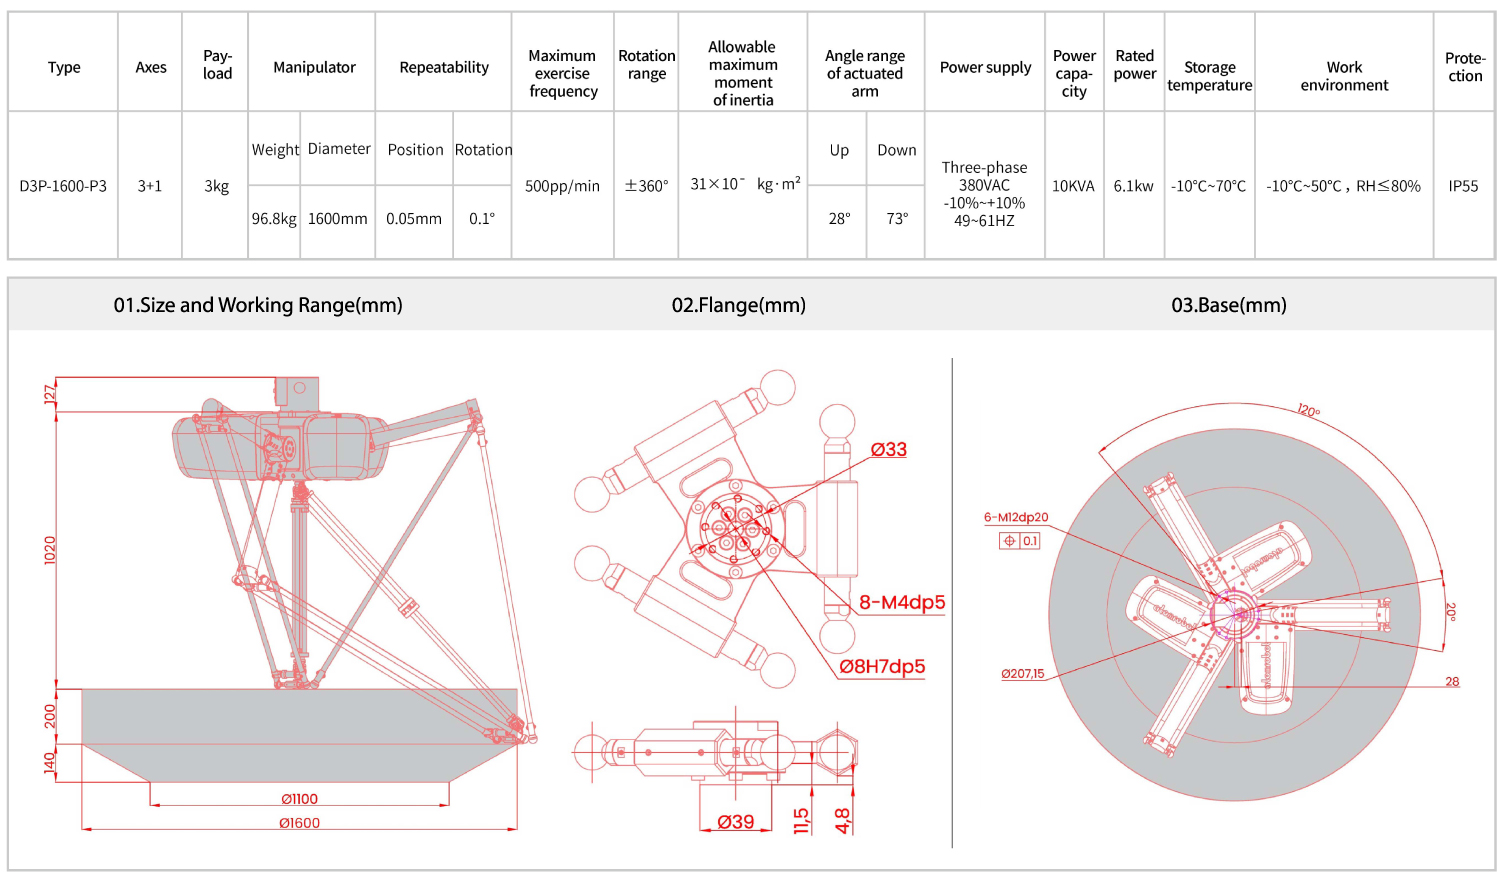 Type
Axes
Pay-
load
Manipulator
Repeatability
Maximum
exercise
frequency
Rotation
range
Allowable
maximum
moment
of inertia
Angle range
of actuated
arm
Power supply
Power
capa-
city
Rated
power
Storage
temperature
Work
environment
Prote-
ction
D3P-1600-P3
3+1
3kg
Weight
Diameter
Position
Rotation
96.8kg
1600mm
0.05mm
0.1°
500pp/min
±360°
31×10⁻ kg·m²
Up
Down
28°
73°
Three-phase
380VAC
-10%~+10%
49~61HZ
10KVA
6.1kw
-10℃~70℃
-10℃~50℃ , RH≤80%
IP55
01.Size and Working Range(mm)
02.Flange(mm)
03.Base(mm)
127
1020
200
140
Ø1100
Ø1600
Ø33
8-M4dp5
Ø8H7dp5
Ø39
11,5
4,8
120°
6-M12dp20
0.1
20°
Ø207,15
28